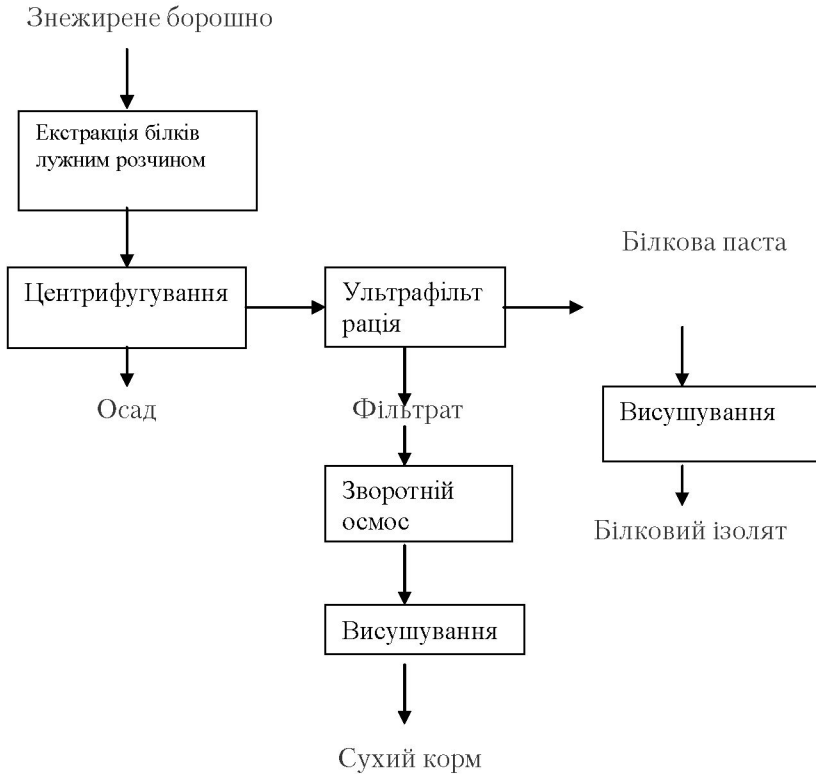 Знежирене борошно
Екстракція білків
лужним розчином
Білкова паста
Центрифугування
Ультрафільт
рація
Осад
Фільтрат
Висушування
Зворотній
осмос
Білковий ізолят
Висушування
Сухий корм